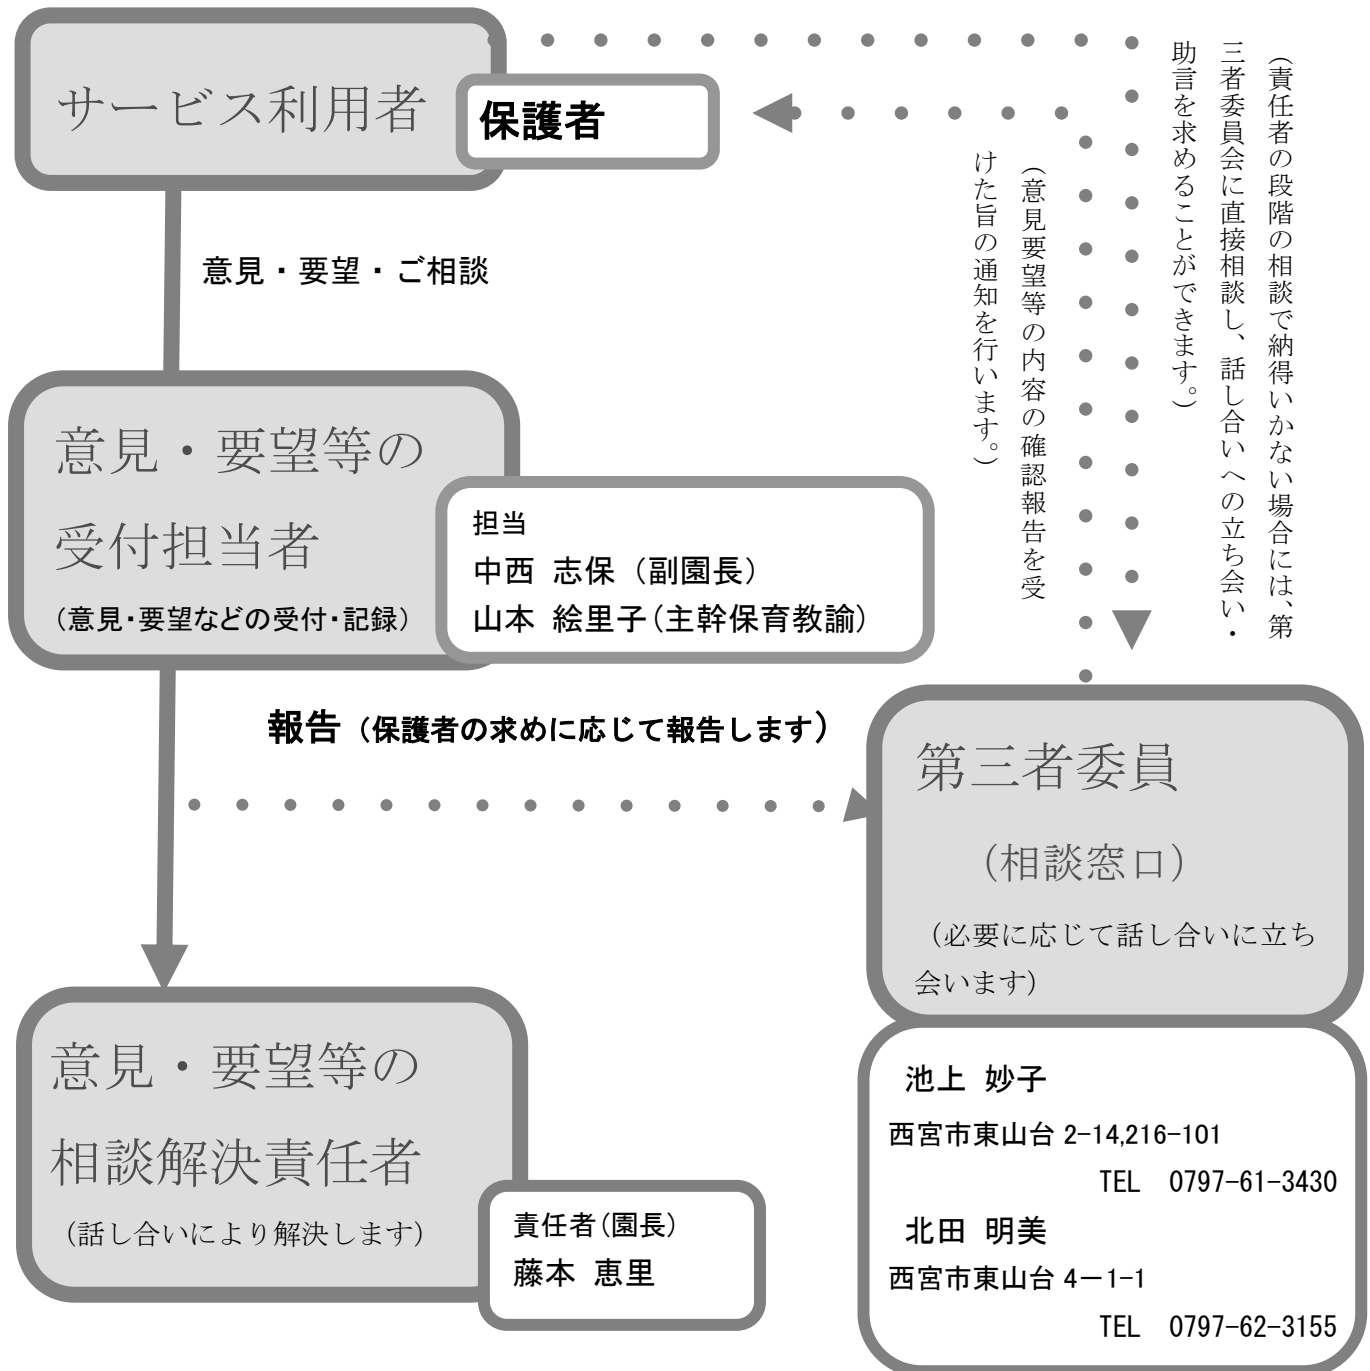 サービス利用者
保護者
意見・要望・ご相談
(責任者の段階の相談で納得いかない場合には、第
三者委員会に直接相談し、話し合いへの立ち会い・
助言を求めることができます。)
(意見要望等の内容の確認報告を受
けた旨の通知を行います。)
意見・要望等の
受付担当者
(意見・要望などの受付・記録)
担当
中西 志保（副園長）
山本 絵里子（主幹保育教諭）
報告（保護者の求めに応じて報告します）
第三者委員
（相談窓口）
（必要に応じて話し合いに立ち
会います）
意見・要望等の
相談解決責任者
（話し合いにより解決します）
責任者（園長）
藤本 恵里
池上 妙子
西宮市東山台 2-14,216-101
TEL 0797-61-3430
北田 明美
西宮市東山台 4－1-1
TEL 0797-62-3155